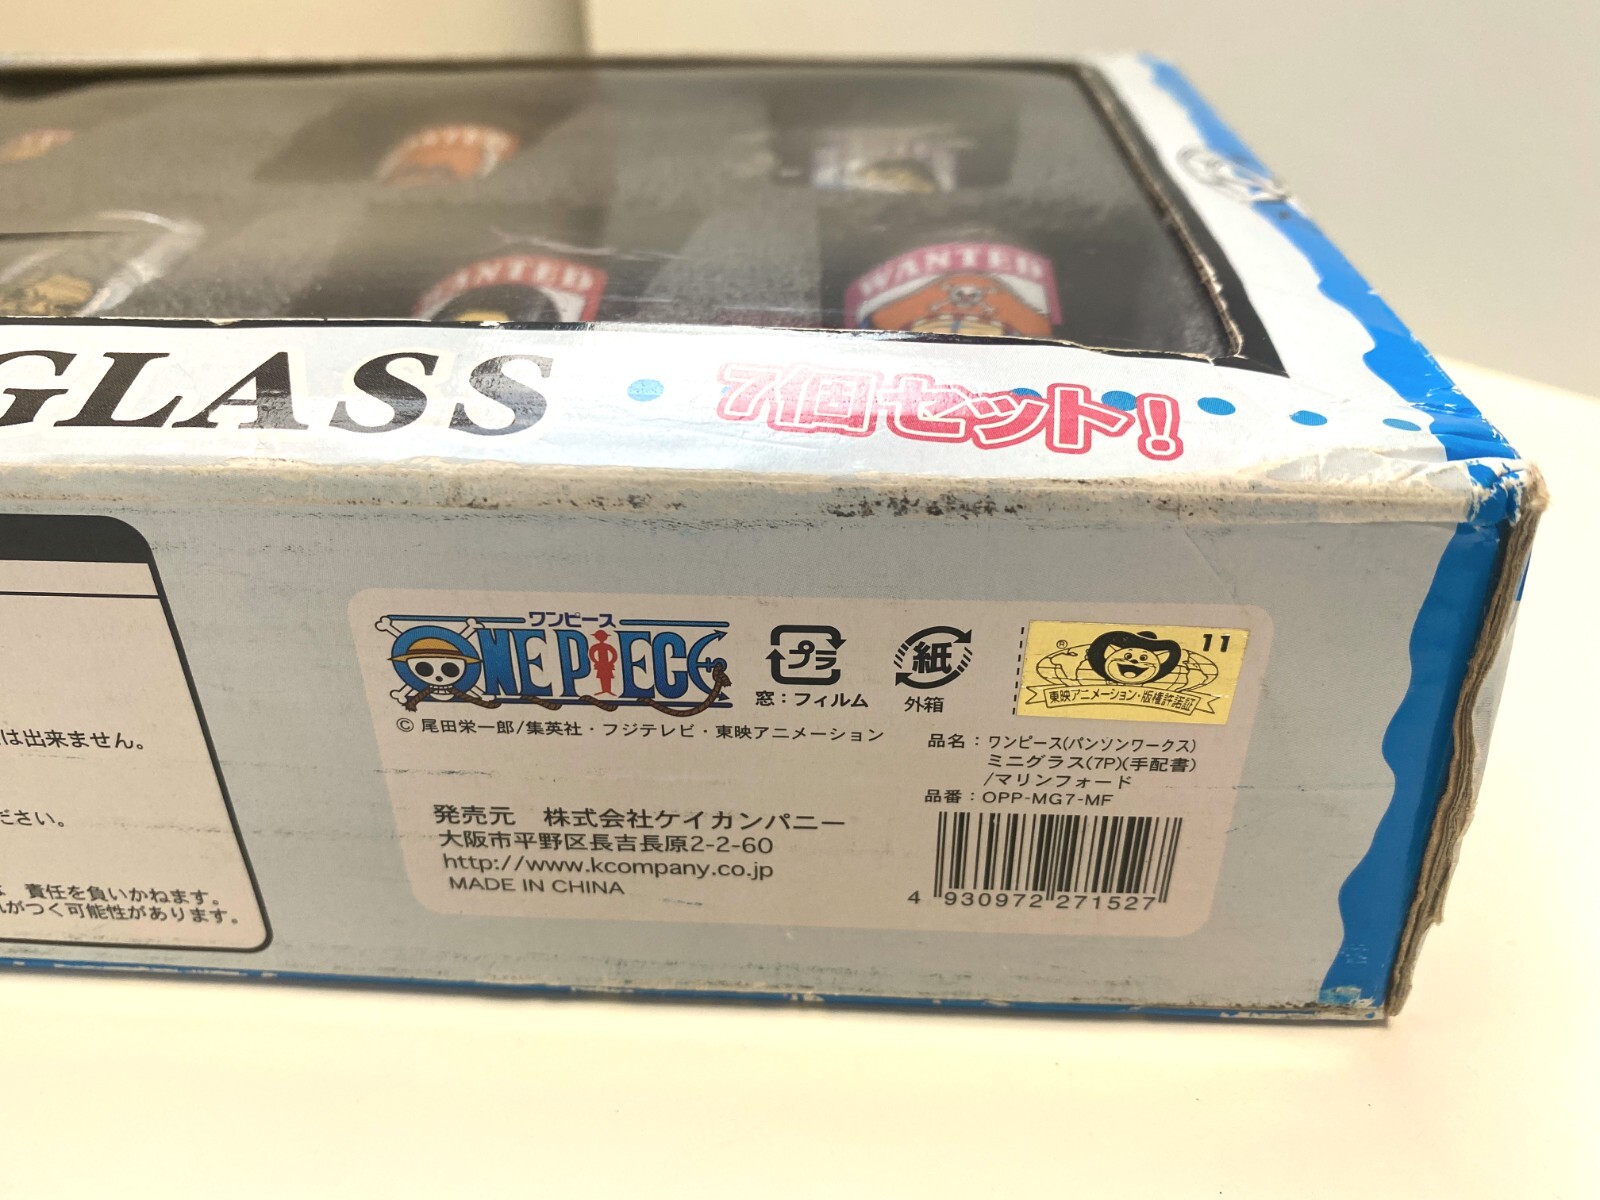 WANTED
WANTED
WANTED
GLASS
7個セット!
は出来ません。
ださい。
責任を負いかねます。
がつく可能性があります。
ワンピース
ONE PIECE
プラ
窓:フィルム
紙
外箱
® 11
東映アニメーション・版権許諾証
© 尾田栄一郎/集英社・フジテレビ・東映アニメーション
品名:ワンピース(パンソンワークス)
ミニグラス(7P)(手配書)
/マリンフォード
品番:OPP-MG7-MF
発売元 株式会社ケイカンパニー
大阪市平野区長吉長原2-2-60
http://www.kcompany.co.jp
MADE IN CHINA
4 930972 271527